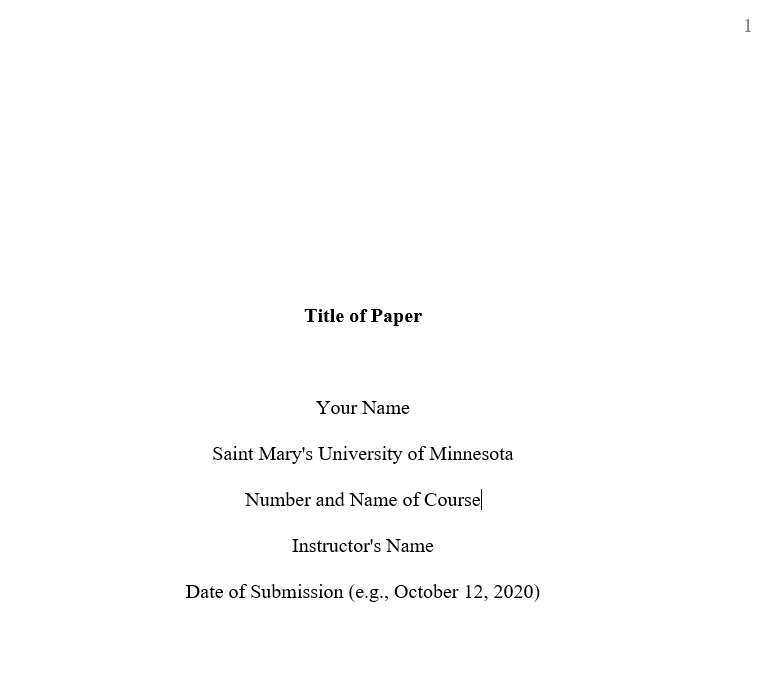 1
Title of Paper
Your Name
Saint Mary's University of Minnesota
Number and Name of Course
Instructor's Name
Date of Submission (e.g., October 12, 2020)